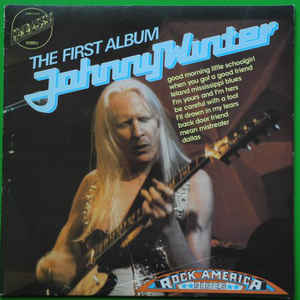 THE FIRST ALBUM
Johnny Winter
good morning little schoolgirl
when you got a good friend
leland mississippi blues
I'm yours and I'm hers
be careful with a fool
I'll drown in my tears
back door friend
mean mistreater
dallas
ROCK AMERICA